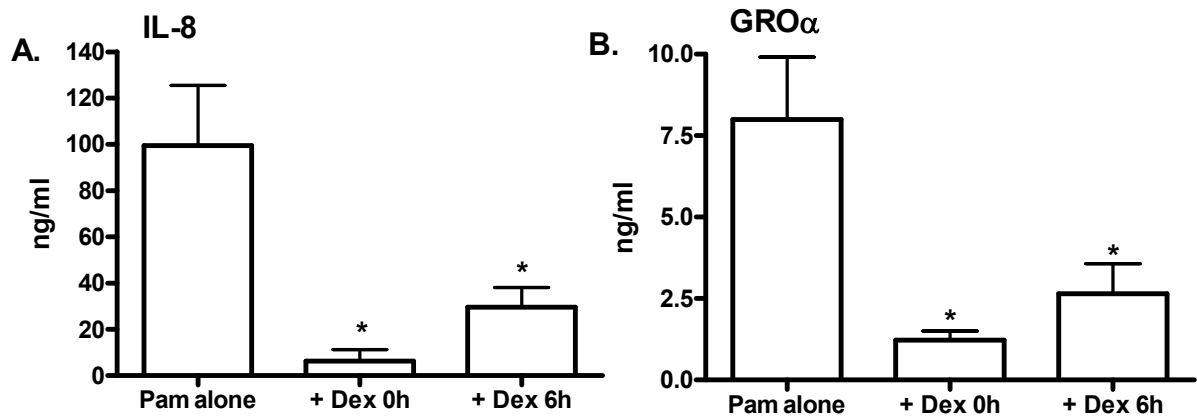 A.
IL-8
140
120
100
80
60
40
20
0
ng/ml
*
*
Pam alone
+ Dex 0h
+ Dex 6h
B.
GROα
10.0
7.5
5.0
2.5
0.0
ng/ml
*
*
Pam alone
+ Dex 0h
+ Dex 6h